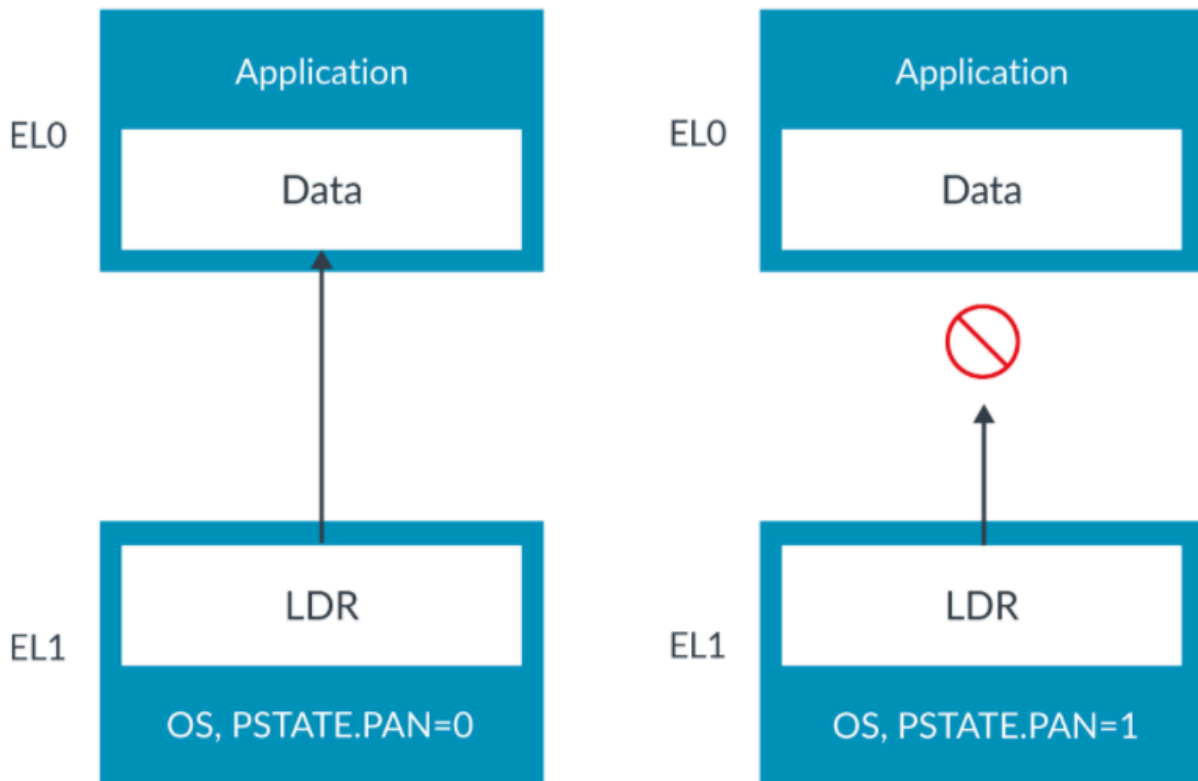 Application
EL0
Data
LDR
EL1
OS, PSTATE.PAN=0
Application
EL0
Data
LDR
EL1
OS, PSTATE.PAN=1